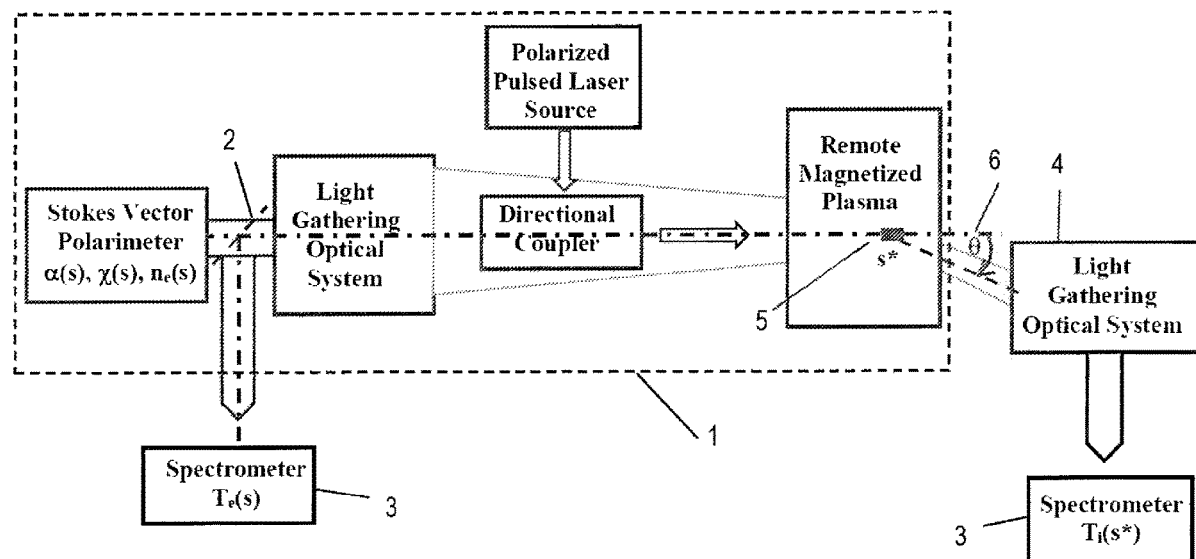 Polarized
Pulsed Laser
Source
2
Stokes Vector
Polarimeter
α(s), χ(s), nₑ(s)
Light
Gathering
Optical
System
Directional
Coupler
Remote
Magnetized
Plasma
s*
5
6
θ
4
Light
Gathering
Optical System
1
Spectrometer
Tₑ(s)
3
3
Spectrometer
Tᵢ(s*)